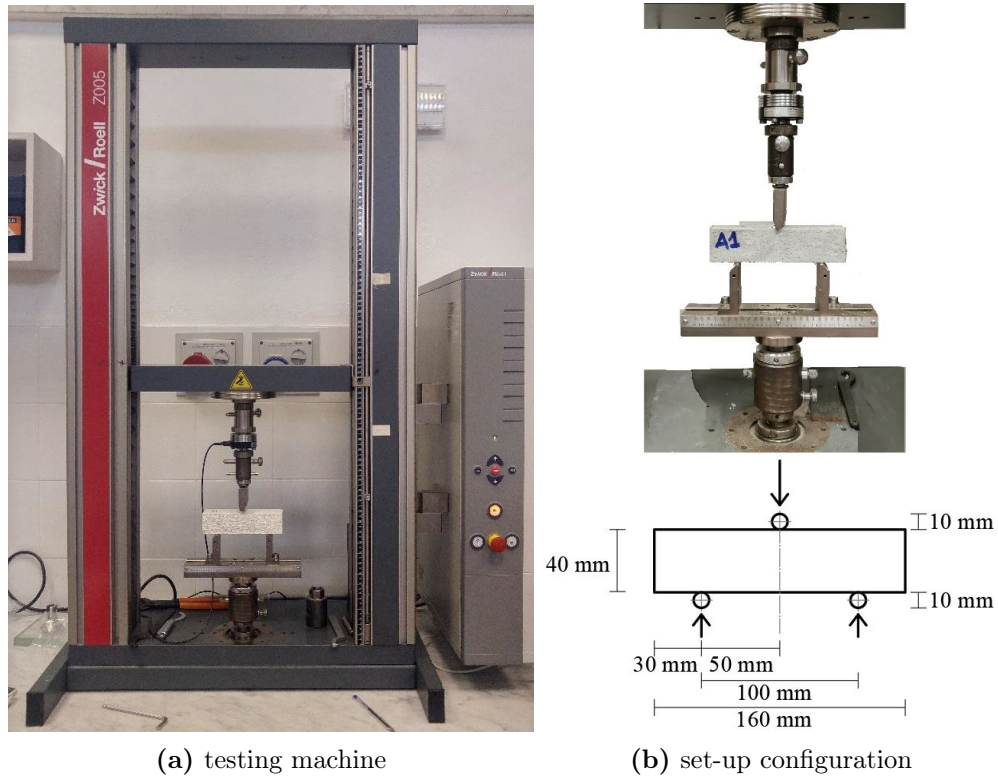 Zwick / Roell Z005
Zwick / Roell
A1
10 mm
40 mm
10 mm
30 mm 50 mm
100 mm
160 mm
(a) testing machine
(b) set-up configuration